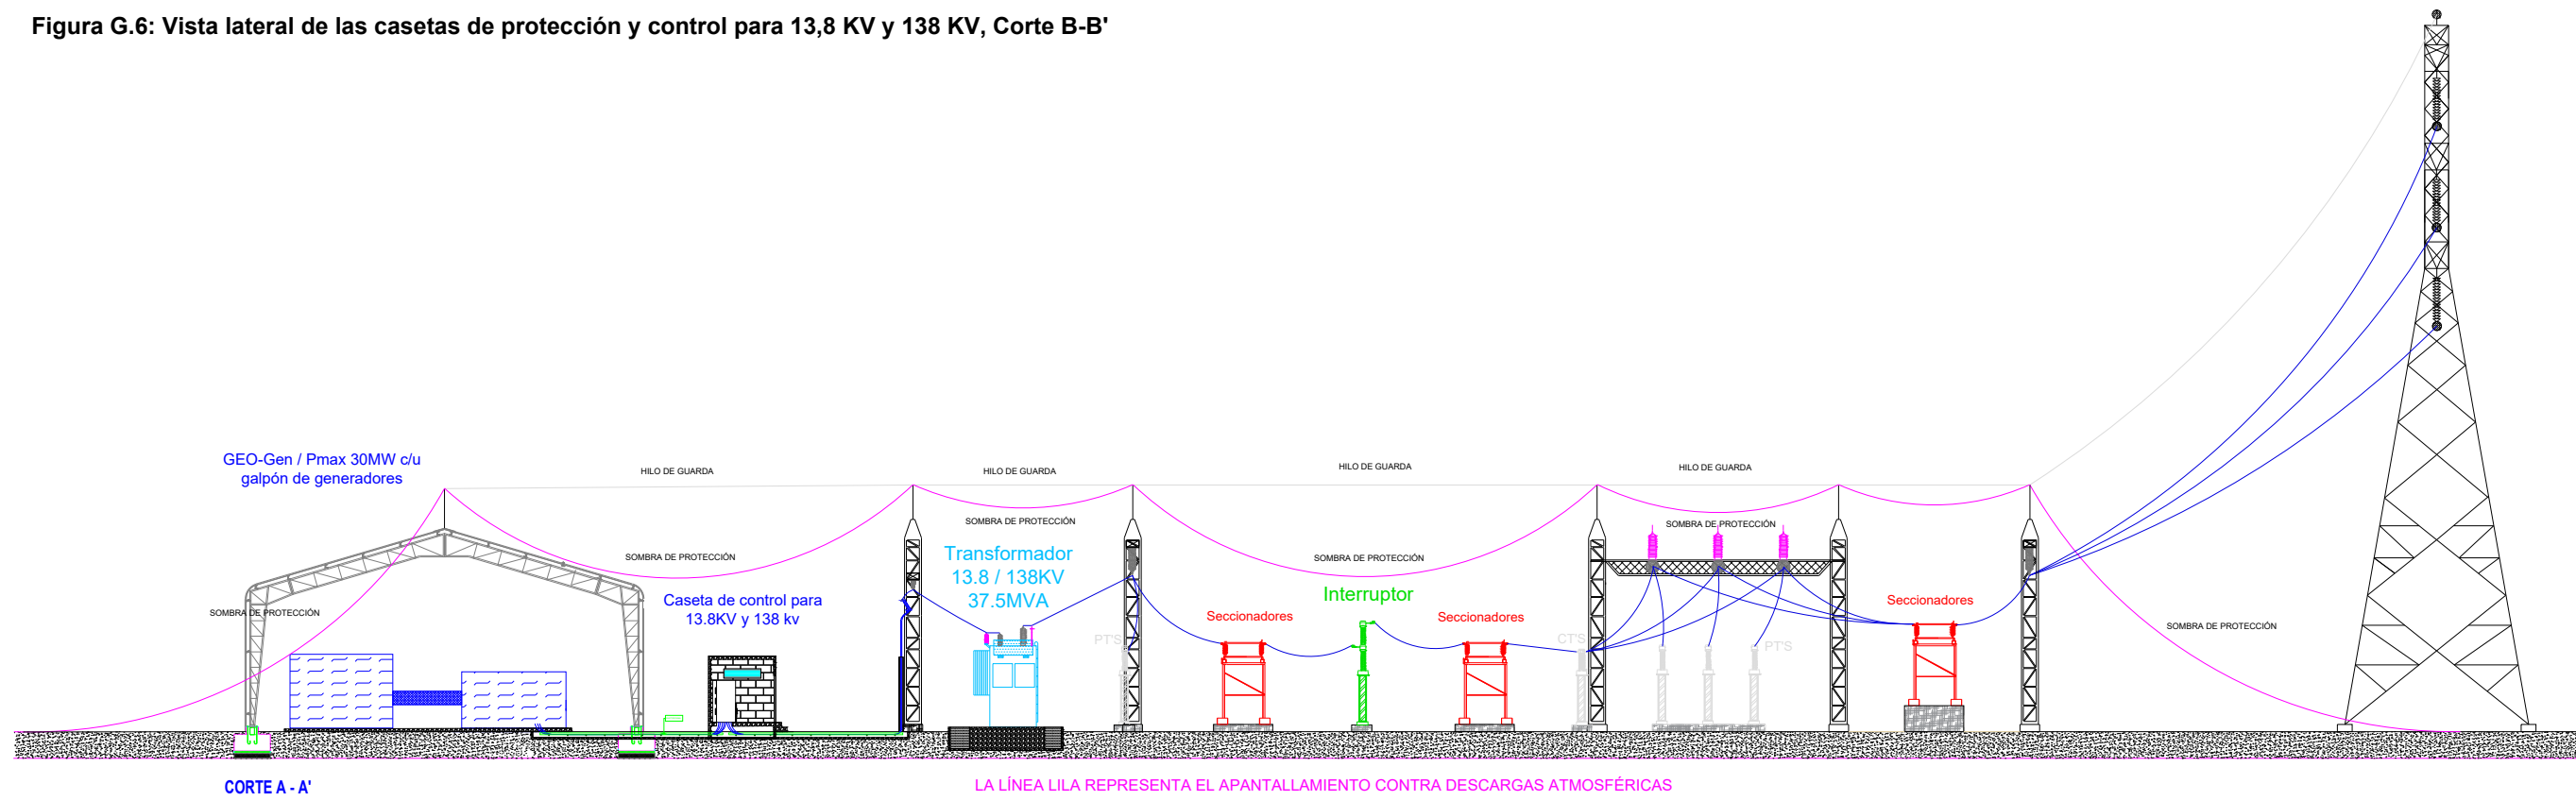 Figura G.6: Vista lateral de las casetas de protección y control para 13,8 KV y 138 KV, Corte B-B'
GEO-Gen / Pmax 30MW c/u
galpón de generadores
HILO DE GUARDA
HILO DE GUARDA
HILO DE GUARDA
HILO DE GUARDA
SOMBRA DE PROTECCIÓN
SOMBRA DE PROTECCIÓN
SOMBRA DE PROTECCIÓN
SOMBRA DE PROTECCIÓN
SOMBRA DE PROTECCIÓN
SOMBRA DE PROTECCIÓN
Caseta de control para
13.8KV y 138 kv
Transformador
13.8 / 138KV
37.5MVA
PT'S
Seccionadores
Interruptor
Seccionadores
CT'S
PT'S
Seccionadores
CORTE A - A'
LA LÍNEA LILA REPRESENTA EL APANTALLAMIENTO CONTRA DESCARGAS ATMOSFÉRICAS